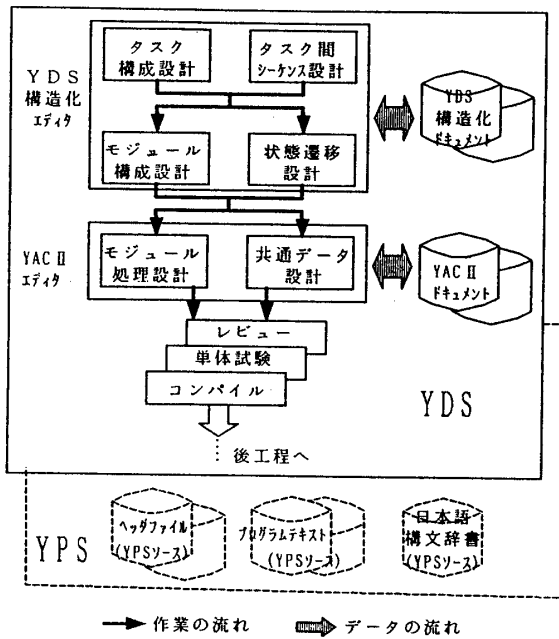 タスク
構成設計
タスク間
シーケンス設計
YDS
構造化
エディタ
YDS
構造化
ドキュメント
モジュール
構成設計
状態遷移
設計
YACⅡ
エディタ
モジュール
処理設計
共通データ
設計
YACⅡ
ドキュメント
レビュー
単体試験
コンパイル
YDS
後工程へ
YPS
ヘッダファイル
(YPSソース)
プログラムテキスト
(YPSソース)
日本語
構文辞書
(YPSソース)
作業の流れ
データの流れ